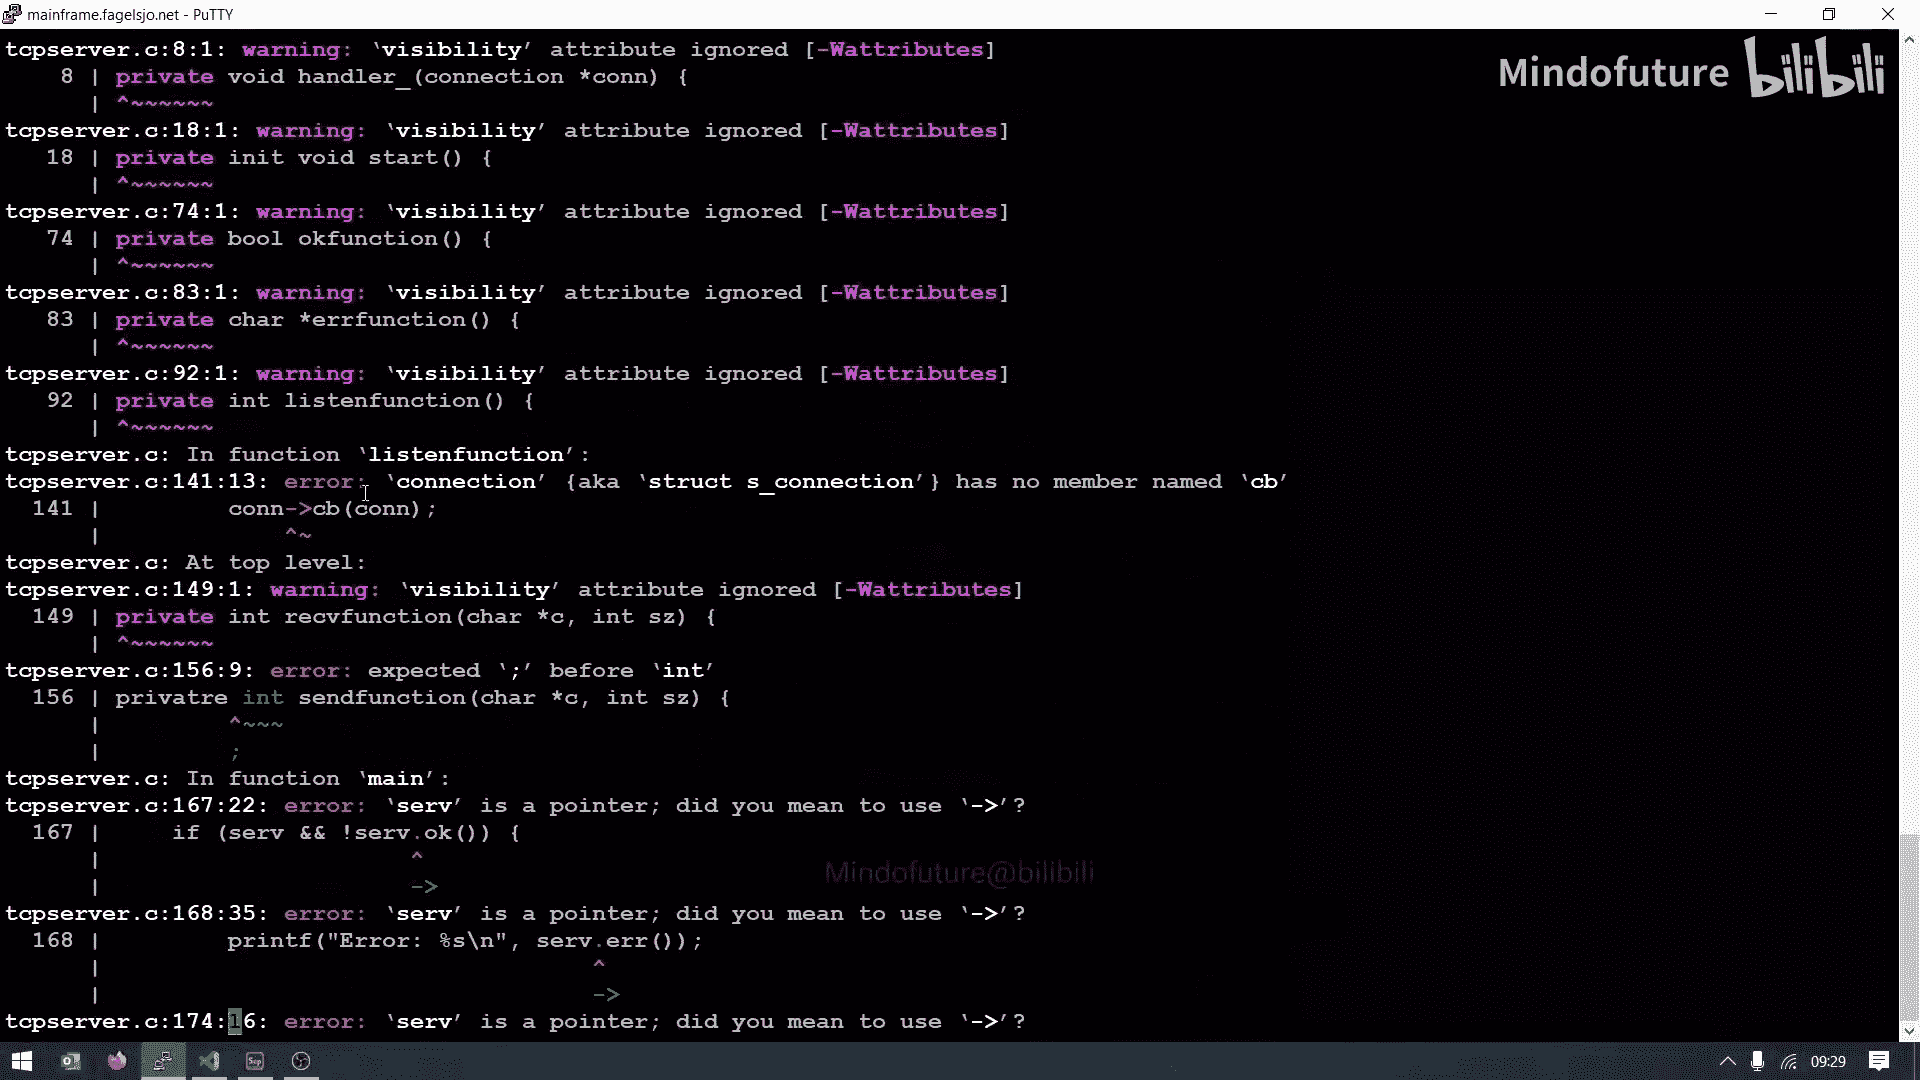 mainframe.fagelsjo.net - PuTTY
Mindofuture bilibili
tcpserver.c:8:1: warning: ‘visibility’ attribute ignored [-Wattributes]
8 | private void handler_(connection *conn) {
| ^~~~~~~
tcpserver.c:18:1: warning: ‘visibility’ attribute ignored [-Wattributes]
18 | private init void start() {
| ^~~~~~~
tcpserver.c:74:1: warning: ‘visibility’ attribute ignored [-Wattributes]
74 | private bool okfunction() {
| ^~~~~~~
tcpserver.c:83:1: warning: ‘visibility’ attribute ignored [-Wattributes]
83 | private char *errfunction() {
| ^~~~~~~
tcpserver.c:92:1: warning: ‘visibility’ attribute ignored [-Wattributes]
92 | private int listenfunction() {
| ^~~~~~~
tcpserver.c: In function ‘listenfunction’:
tcpserver.c:141:13: error: ‘connection’ {aka ‘struct s_connection’} has no member named ‘cb’
141 | conn->cb(conn);
| ^~
tcpserver.c: At top level:
tcpserver.c:149:1: warning: ‘visibility’ attribute ignored [-Wattributes]
149 | private int recvfunction(char *c, int sz) {
| ^~~~~~~
tcpserver.c:156:9: error: expected ‘;’ before ‘int’
156 | privatre int sendfunction(char *c, int sz) {
| ^~~~
| ;
tcpserver.c: In function ‘main’:
tcpserver.c:167:22: error: ‘serv’ is a pointer; did you mean to use ‘->’?
167 | if (serv && !serv.ok()) {
| ^
| ->
Mindofuture@bilibili
tcpserver.c:168:35: error: ‘serv’ is a pointer; did you mean to use ‘->’?
168 | printf("Error: %s\n", serv.err());
| ^
| ->
tcpserver.c:174:16: error: ‘serv’ is a pointer; did you mean to use ‘->’?
09:29